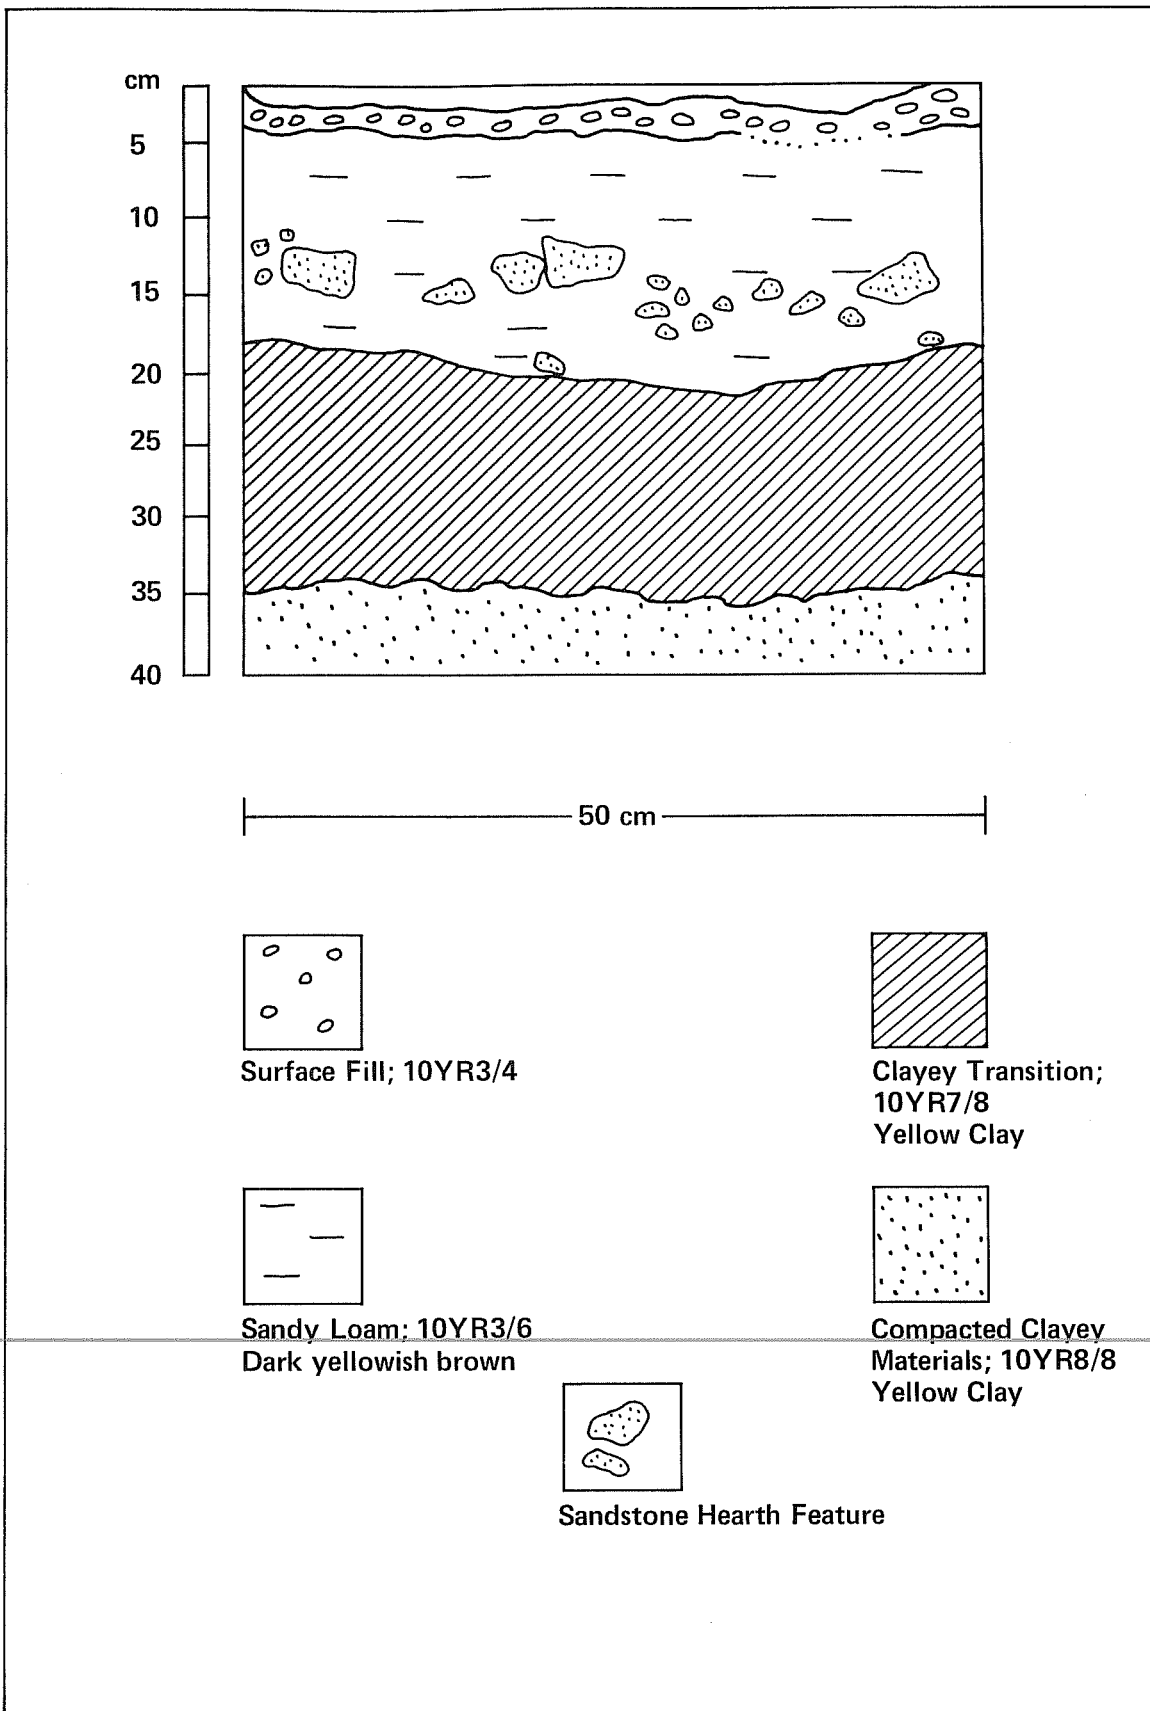 cm
5
10
15
20
25
30
35
40
50 cm
Surface Fill; 10YR3/4
Clayey Transition;
10YR7/8
Yellow Clay
Sandy Loam; 10YR3/6
Dark yellowish brown
Compacted Clayey
Materials; 10YR8/8
Yellow Clay
Sandstone Hearth Feature